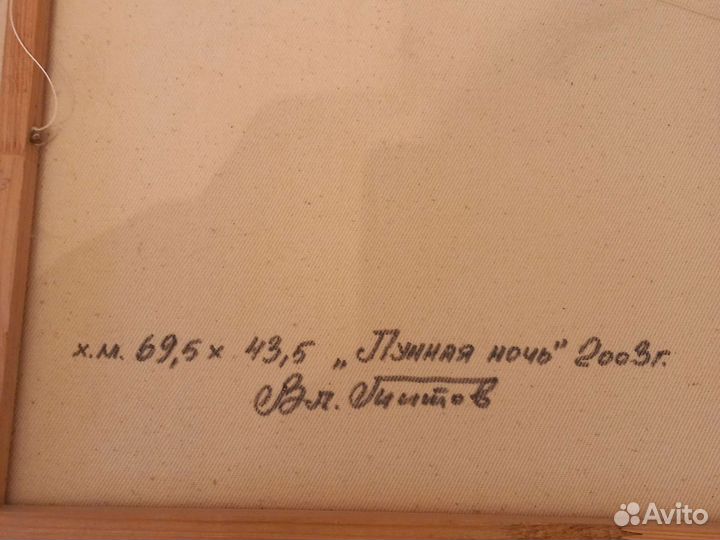 х.м. 69,5 х 43,5 „Лунная ночь" 2003г.
Вл. Титов
Avito